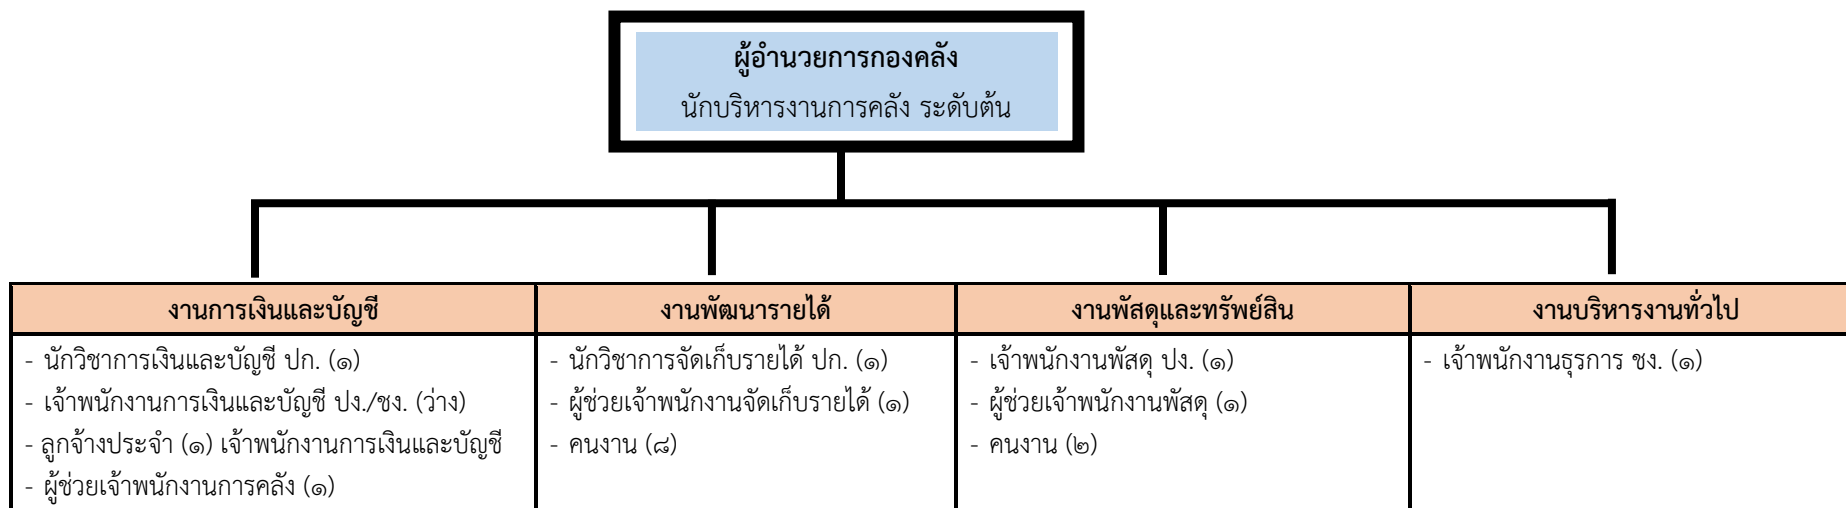 ผู้อำนวยการกองคลัง
นักบริหารงานการคลัง ระดับต้น
งานการเงินและบัญชี
- นักวิชาการเงินและบัญชี ปก. (๑)
- เจ้าพนักงานการเงินและบัญชี ปง./ชง. (ว่าง)
- ลูกจ้างประจำ (๑) เจ้าพนักงานการเงินและบัญชี
- ผู้ช่วยเจ้าพนักงานการคลัง (๑)
งานพัฒนารายได้
- นักวิชาการจัดเก็บรายได้ ปก. (๑)
- ผู้ช่วยเจ้าพนักงานจัดเก็บรายได้ (๑)
- คนงาน (๘)
งานพัสดุและทรัพย์สิน
- เจ้าพนักงานพัสดุ ปง. (๑)
- ผู้ช่วยเจ้าพนักงานพัสดุ (๑)
- คนงาน (๒)
งานบริหารงานทั่วไป
- เจ้าพนักงานธุรการ ชง. (๑)